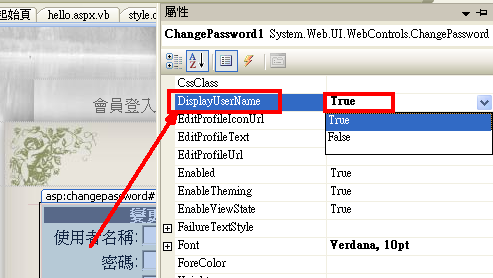 起始頁 hello.aspx.vb style.c
屬性
ChangePassword1 System.Web.UI.WebControls.ChangePassword
會員登入
CssClass
DisplayUserName True
EditProfileIconUrl True
EditProfileText False
EditProfileUrl
Enabled True
EnableTheming True
EnableViewState True
FailureTextStyle
Font Verdana, 10pt
ForeColor
asp:changepassword#
變
使用者名稱:
密碼: